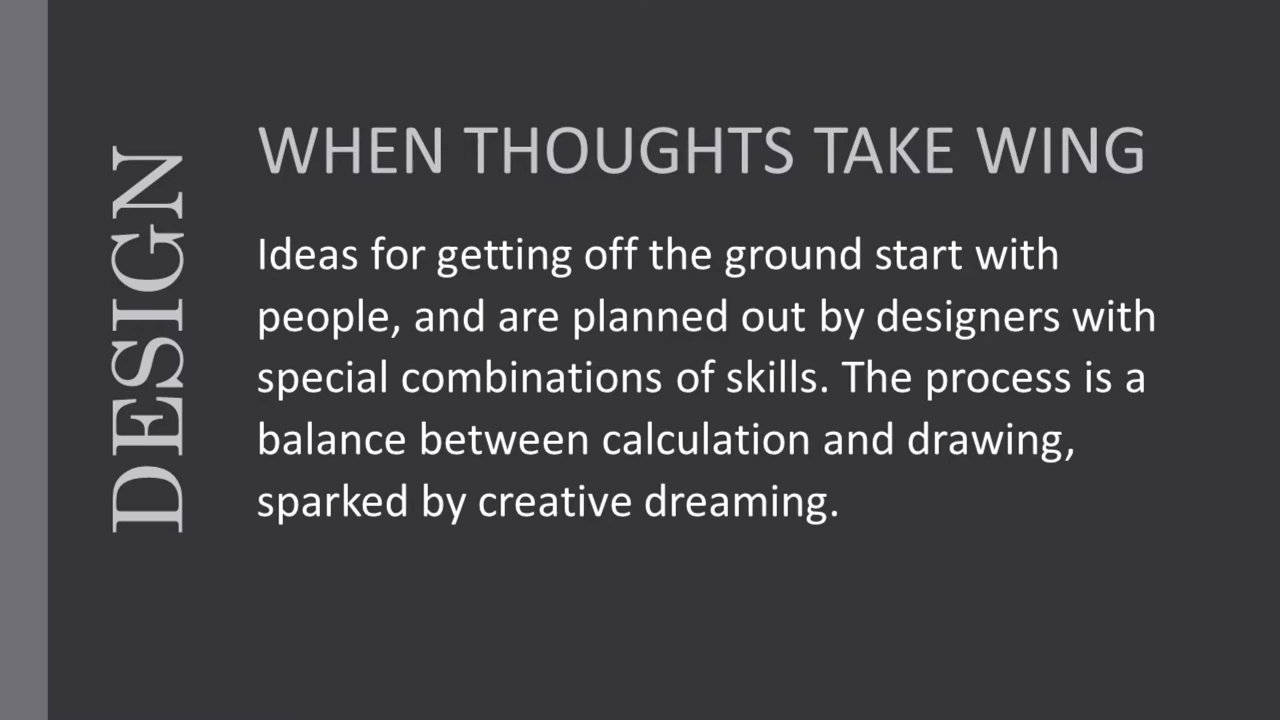 DESIGN
WHEN THOUGHTS TAKE WING
Ideas for getting off the ground start with
people, and are planned out by designers with
special combinations of skills. The process is a
balance between calculation and drawing,
sparked by creative dreaming.